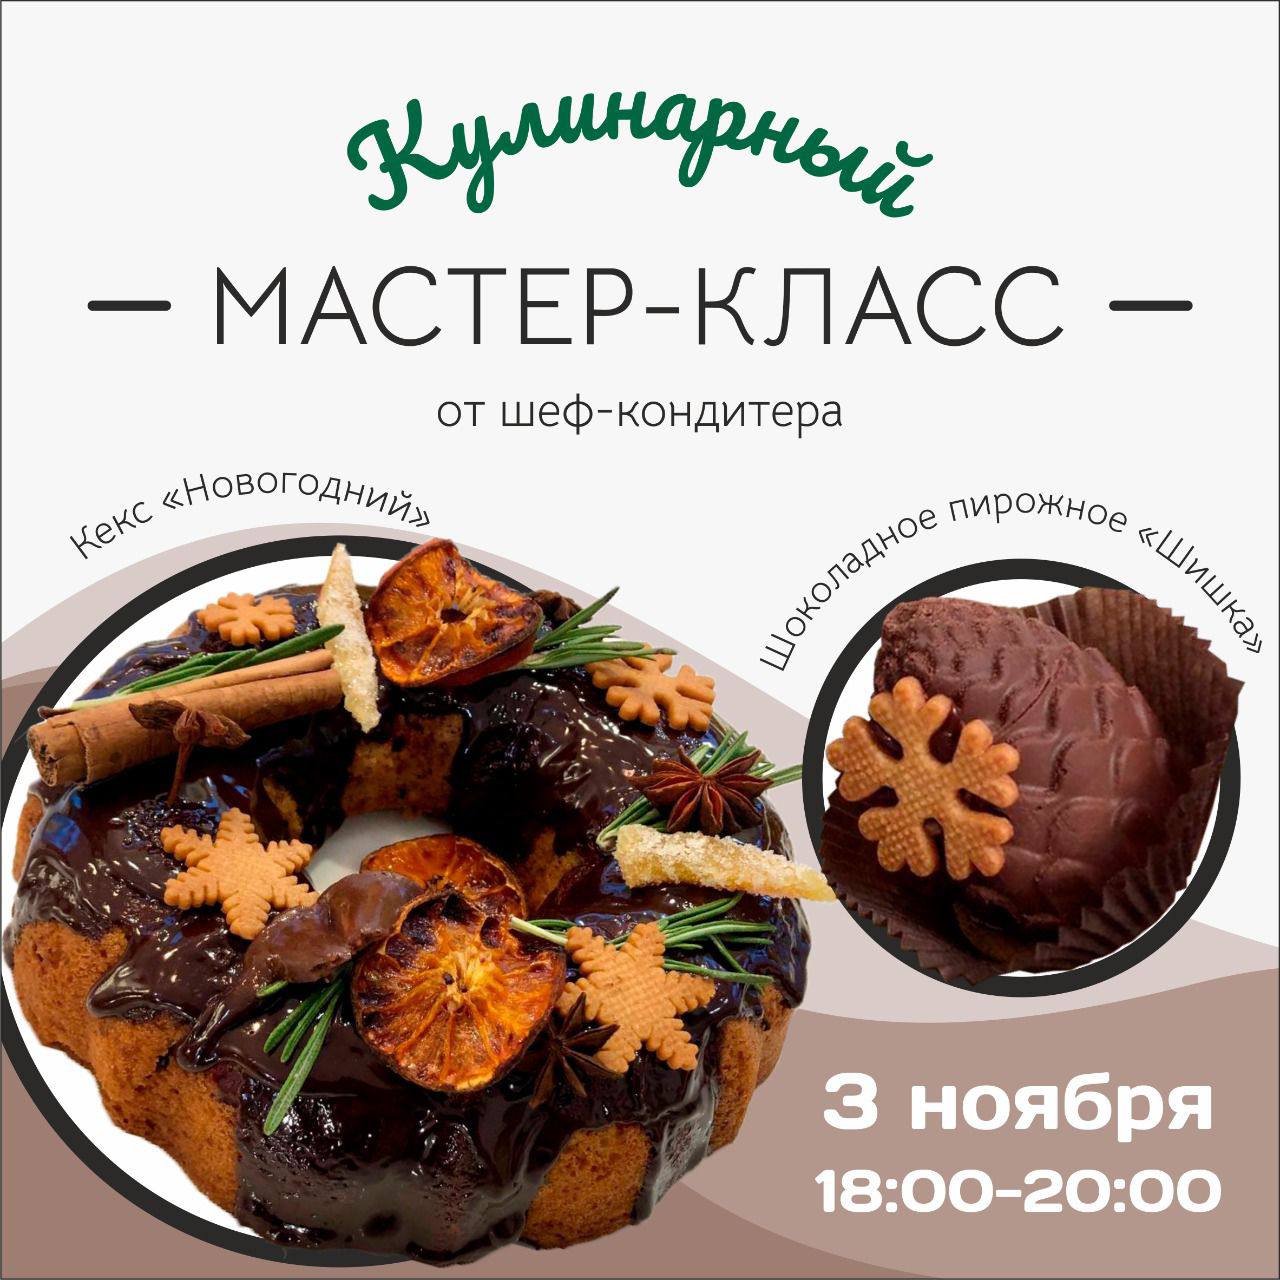 Кулинарный
МАСТЕР-КЛАСС
от шеф-кондитера
Кекс «Новогодний»
Шоколадное пирожное «Шишка»
3 ноября
18:00-20:00